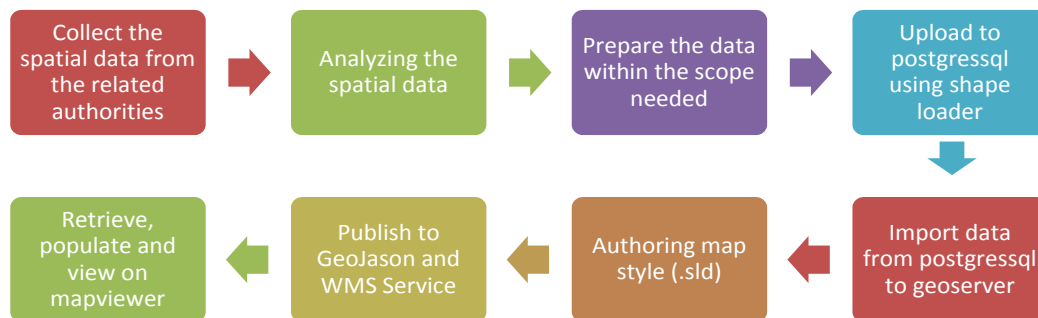 Collect the
spatial data from
the related
authorities
Analyzing the
spatial data
Prepare the data
within the scope
needed
Upload to
postgressql
using shape
loader
Import data
from postgressql
to geoserver
Authoring map
style (.sld)
Publish to
GeoJason and
WMS Service
Retrieve,
populate and
view on
mapviewer